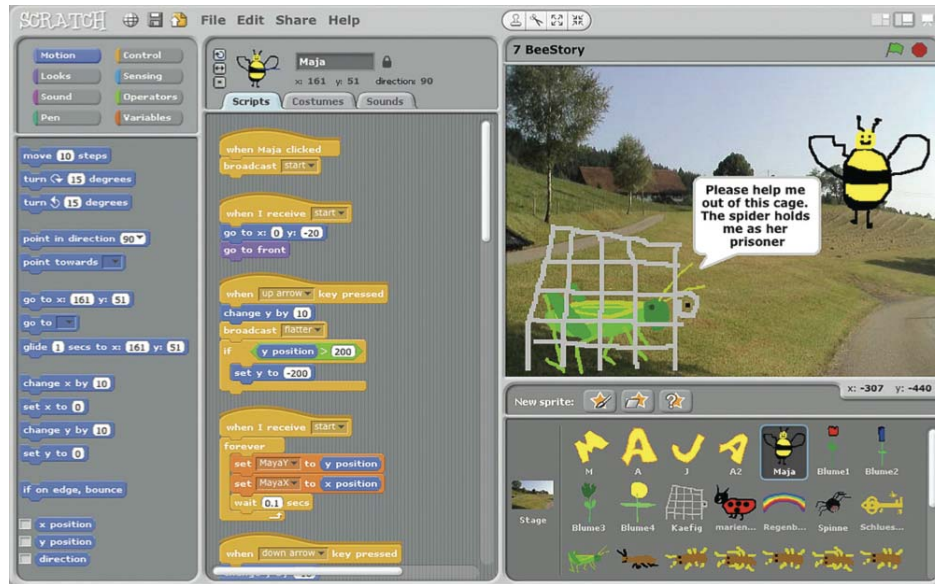 SCRATCH File Edit Share Help
Motion Control
Looks Sensing
Sound Operators
Pen Variables
move 10 steps
turn 15 degrees
turn 15 degrees
point in direction 90
point towards
go to x: 161 y: 51
go to
glide 1 secs to x: 161 y: 51
change x by 10
set x to 0
change y by 10
set y to 0
if on edge, bounce
x position
y position
direction
Maja
x: 161 y: 51 direction: 90
Scripts Costumes Sounds
when Maja clicked
broadcast start
when I receive start
go to x: 0 y: -20
go to front
when up arrow key pressed
change y by 10
broadcast flatter
if y position > 200
set y to -200
when I receive start
forever
set MayaY to y position
set MayaX to x position
wait 0.1 secs
when down arrow key pressed
7 BeeStory
Please help me
out of this cage.
The spider holds
me as her
prisoner
x: -307 y: -440
New sprite:
Stage
M A J A2 Maja Blume1 Blume2
Blume3 Blume4 Kaefig marien... Regenb... Spinne Schlues...